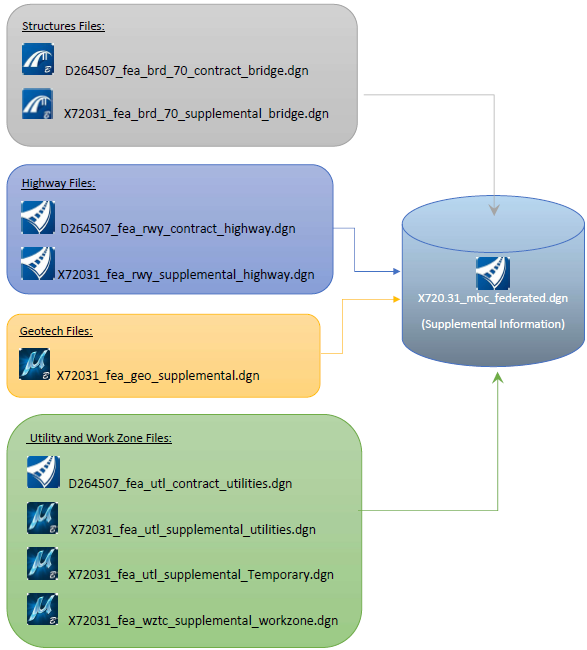 Structures Files:
D264507_fea_brd_70_contract_bridge.dgn
X72031_fea_brd_70_supplemental_bridge.dgn
Highway Files:
D264507_fea_rwy_contract_highway.dgn
X72031_fea_rwy_supplemental_highway.dgn
Geotech Files:
X72031_fea_geo_supplemental.dgn
Utility and Work Zone Files:
D264507_fea_utl_contract_utilities.dgn
X72031_fea_utl_supplemental_utilities.dgn
X72031_fea_utl_supplemental_Temporary.dgn
X72031_fea_wztc_supplemental_workzone.dgn
X720.31_mbc_federated.dgn
(Supplemental Information)